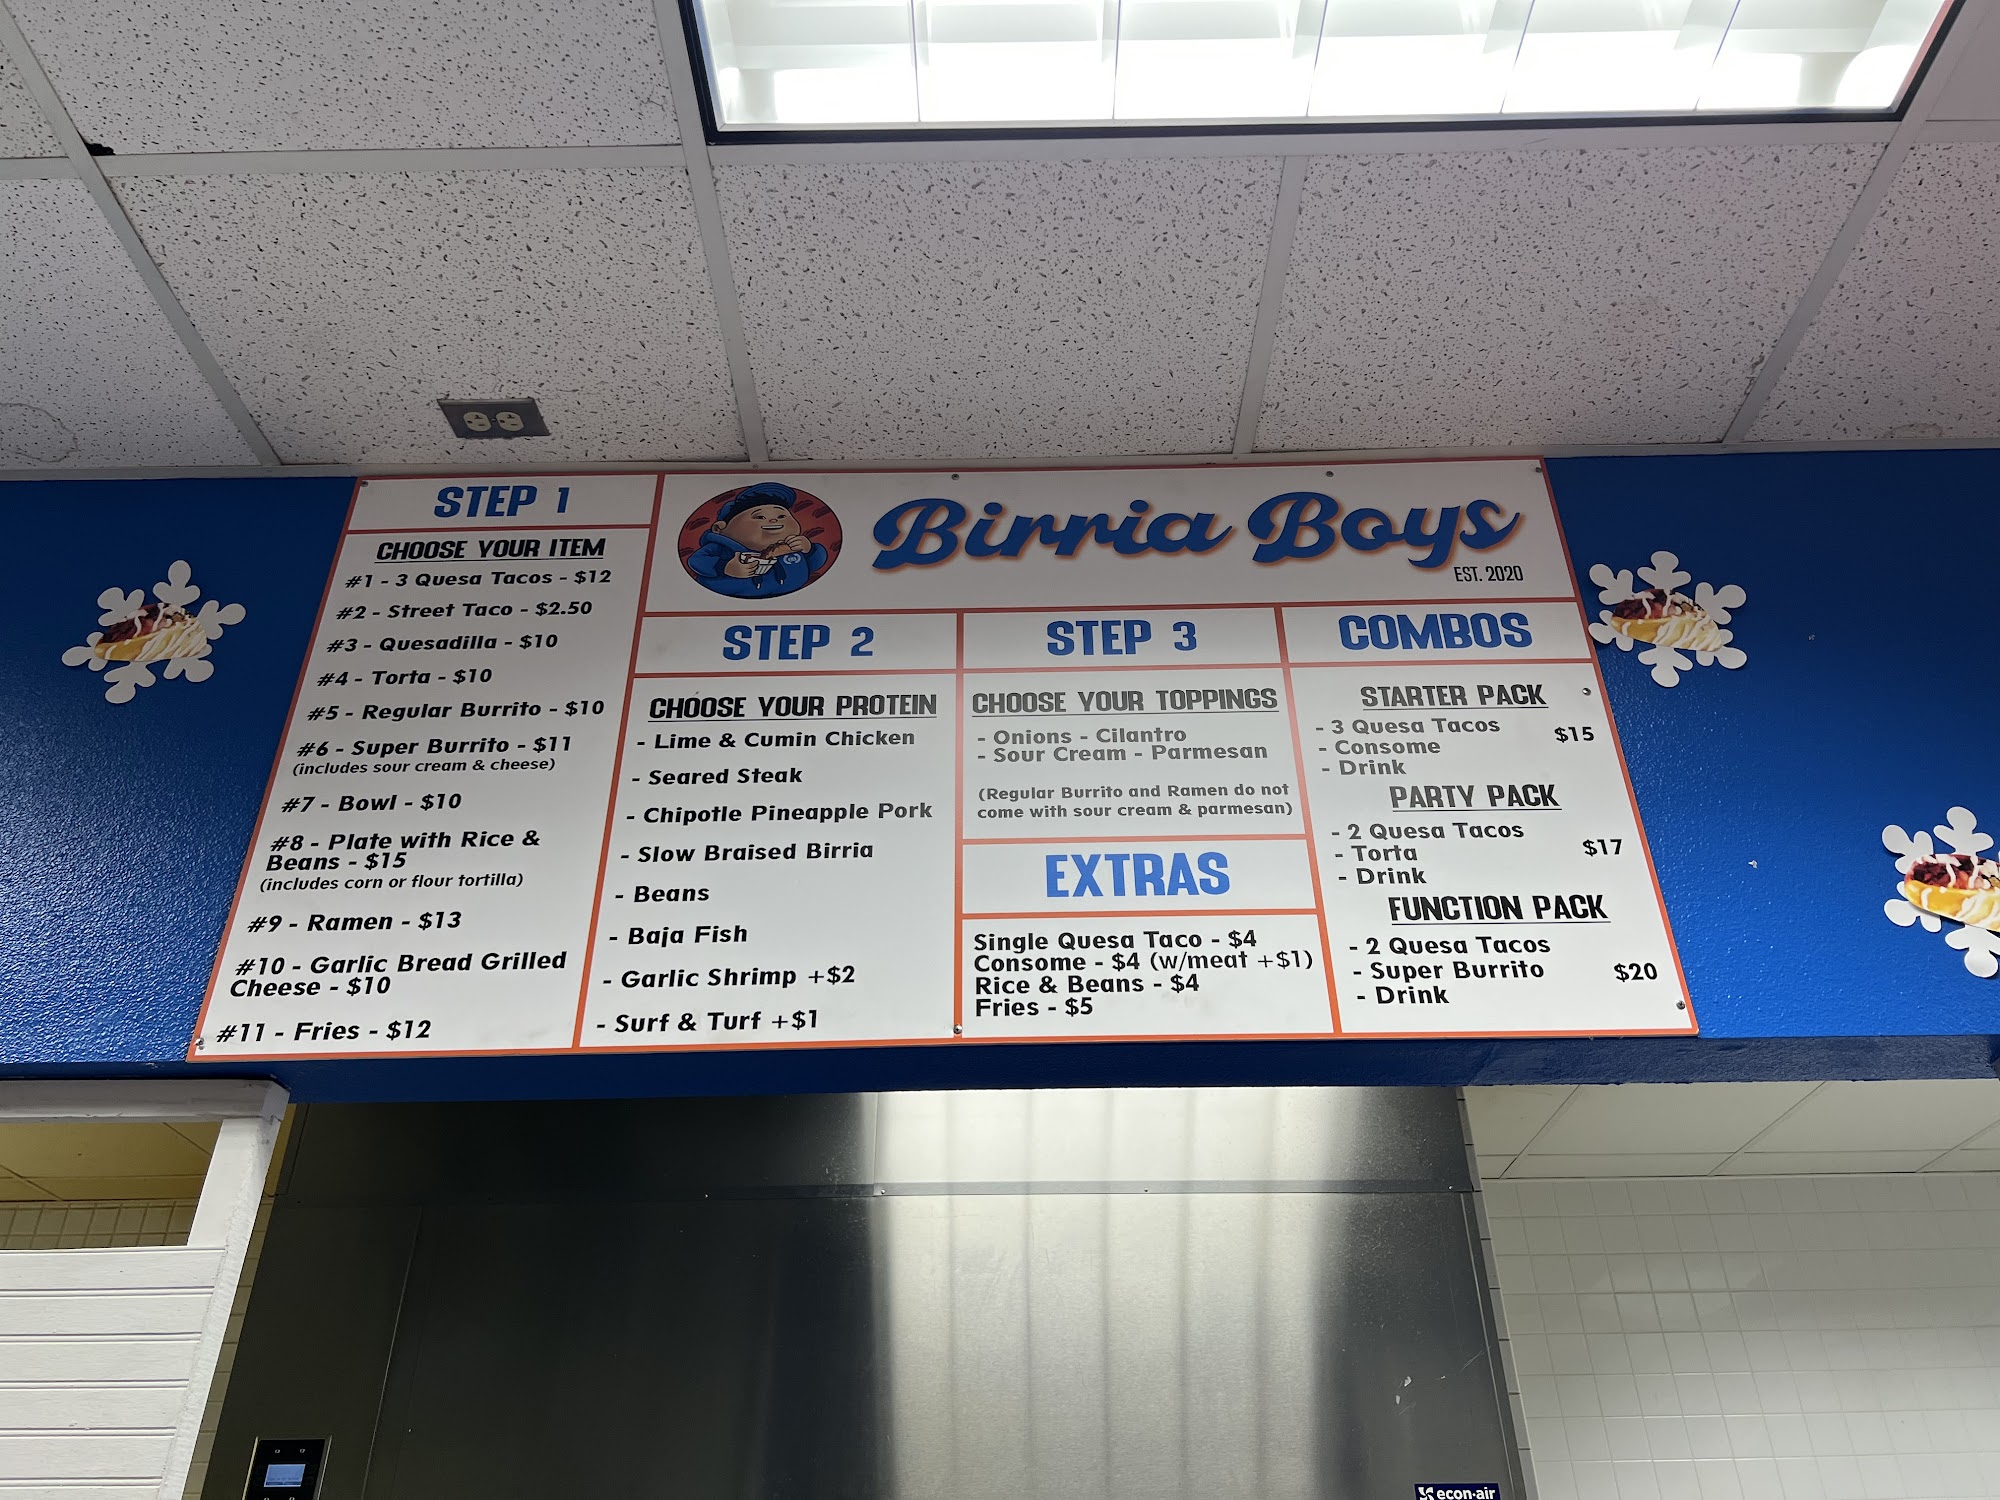 STEP 1
CHOOSE YOUR ITEM
#1 - 3 Quesa Tacos - $12
#2 - Street Taco - $2.50
#3 - Quesadilla - $10
#4 - Torta - $10
#5 - Regular Burrito - $10
#6 - Super Burrito - $11
(includes sour cream & cheese)
#7 - Bowl - $10
#8 - Plate with Rice &
Beans - $15
(includes corn or flour tortilla)
#9 - Ramen - $13
#10 - Garlic Bread Grilled
Cheese - $10
#11 - Fries - $12
Birria Boys
EST. 2020
STEP 2
CHOOSE YOUR PROTEIN
- Lime & Cumin Chicken
- Seared Steak
- Chipotle Pineapple Pork
- Slow Braised Birria
- Beans
- Baja Fish
- Garlic Shrimp +$2
- Surf & Turf +$1
STEP 3
CHOOSE YOUR TOPPINGS
- Onions - Cilantro
- Sour Cream - Parmesan
(Regular Burrito and Ramen do not
come with sour cream & parmesan)
EXTRAS
Single Quesa Taco - $4
Consome - $4 (w/meat +$1)
Rice & Beans - $4
Fries - $5
COMBOS
STARTER PACK
- 3 Quesa Tacos
- Consome
- Drink
$15
PARTY PACK
- 2 Quesa Tacos
- Torta
- Drink
$17
FUNCTION PACK
- 2 Quesa Tacos
- Super Burrito
- Drink
$20
econ-air